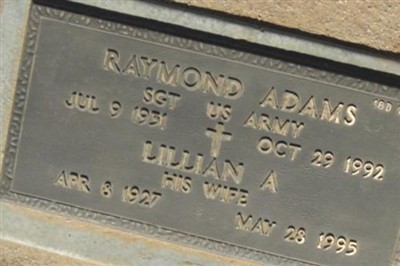 RAYMOND ADAMS
SGT US ARMY
JUL 9 1931 OCT 29 1992
LILLIAN A
HIS WIFE
APR 8 1927 MAY 28 1995